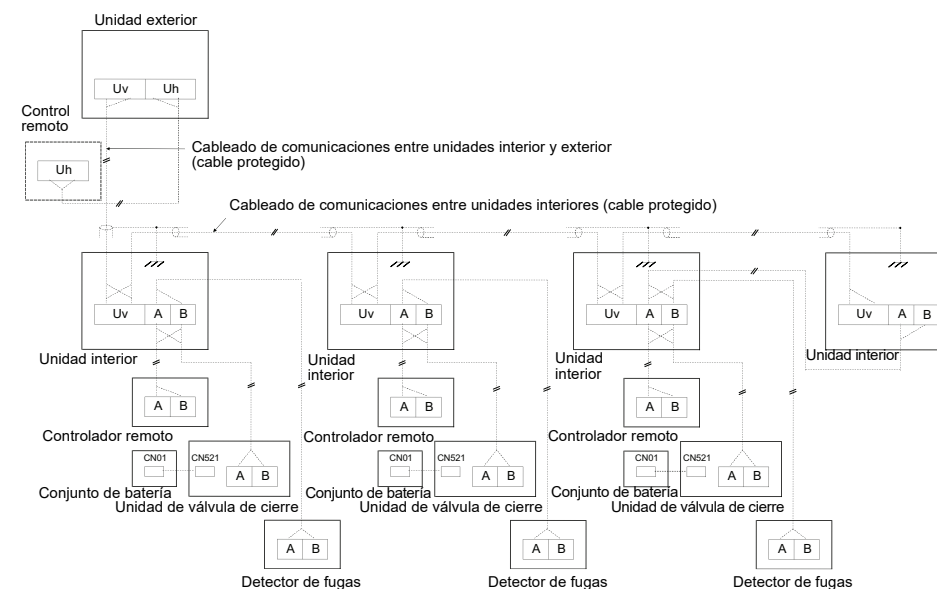 Unidad exterior
Uv Uh
Control
remoto
Uh
Cableado de comunicaciones entre unidades interior y exterior
(cable protegido)
Cableado de comunicaciones entre unidades interiores (cable protegido)
Uv A B
Uv A B
Uv A B
Uv A B
Unidad interior
Unidad
interior
Unidad
interior
Unidad interior
A B
A B
A B
Controlador remoto
Controlador remoto
Controlador remoto
CN01 CN521 A B
CN01 CN521 A B
CN01 CN521 A B
Conjunto de batería
Conjunto de batería
Conjunto de batería
Unidad de válvula de cierre
Unidad de válvula de cierre
Unidad de válvula de cierre
A B
A B
A B
Detector de fugas
Detector de fugas
Detector de fugas